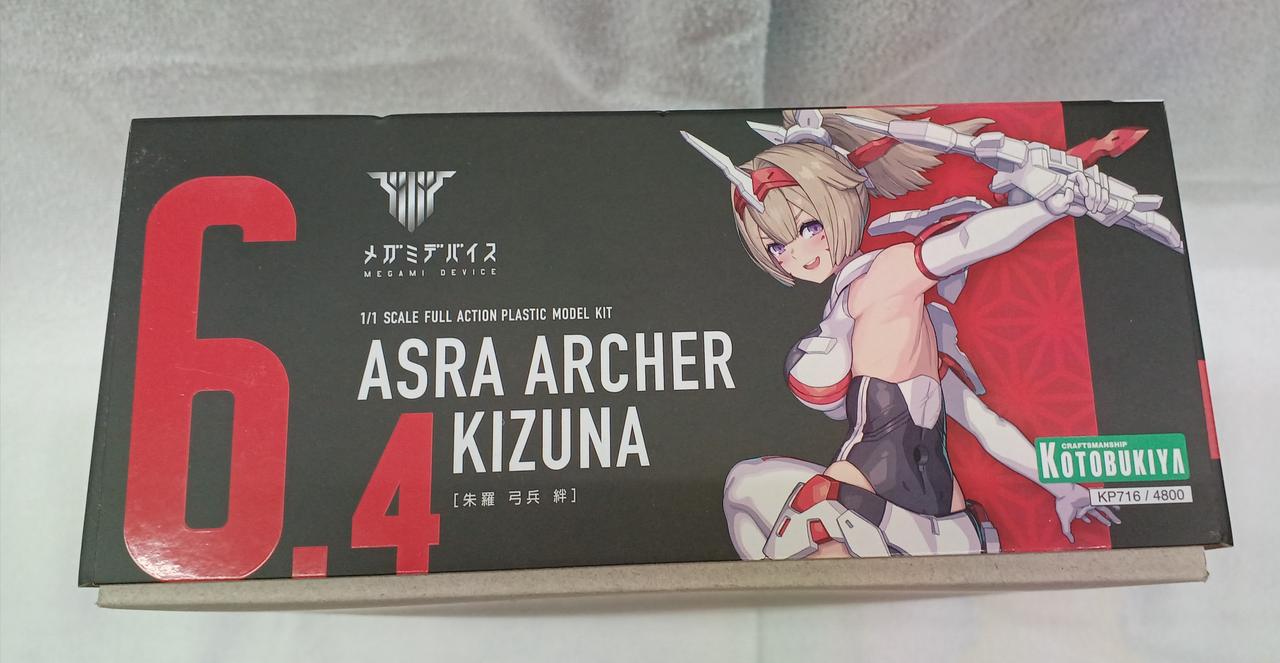 6.4
メガミデバイス
MEGAMI DEVICE
1/1 SCALE FULL ACTION PLASTIC MODEL KIT
ASRA ARCHER
KIZUNA
[朱羅 弓兵 絆]
CRAFTSMANSHIP
KOTOBUKIYA
KP716 / 4800